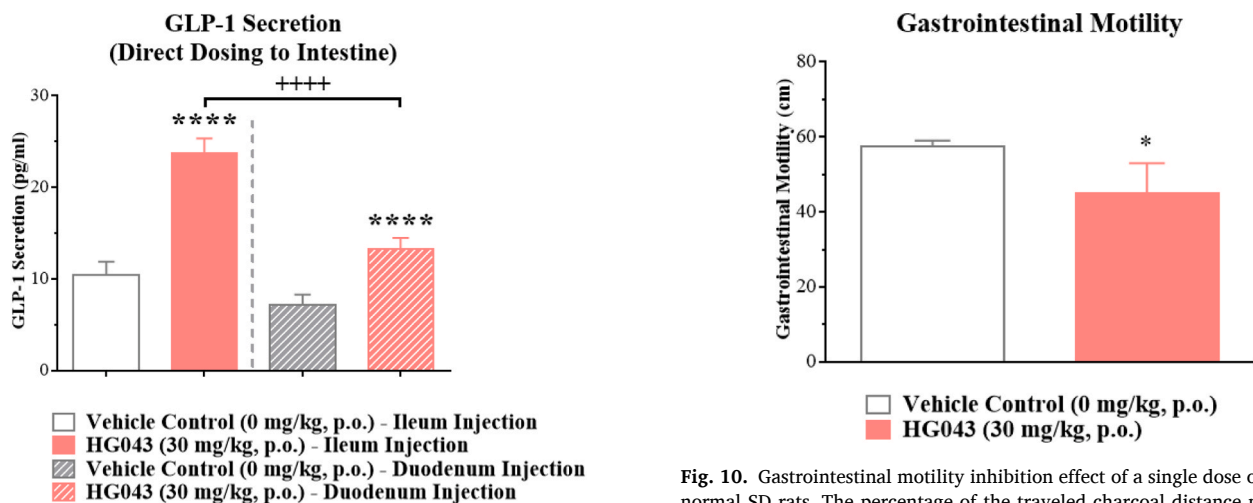 GLP-1 Secretion
(Direct Dosing to Intestine)
++++
30
20
10
0
GLP-1 Secretion (pg/ml)
****
****
Vehicle Control (0 mg/kg, p.o.) - Ileum Injection
HG043 (30 mg/kg, p.o.) - Ileum Injection
Vehicle Control (0 mg/kg, p.o.) - Duodenum Injection
HG043 (30 mg/kg, p.o.) - Duodenum Injection
Gastrointestinal Motility
80
60
40
20
0
Gastrointestinal Motility (cm)
*
Vehicle Control (0 mg/kg, p.o.)
HG043 (30 mg/kg, p.o.)
Fig. 10. Gastrointestinal motility inhibition effect of a single dose
normal SD rats. The percentage of the traveled charcoal distance